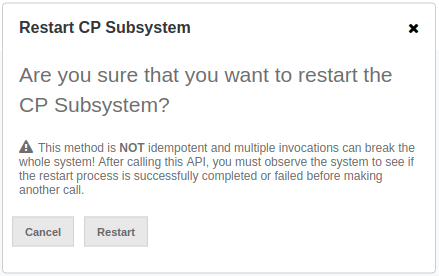 Restart CP Subsystem
Are you sure that you want to restart the
CP Subsystem?
This method is NOT idempotent and multiple invocations can break the
whole system! After calling this API, you must observe the system to see if
the restart process is successfully completed or failed before making
another call.
Cancel Restart